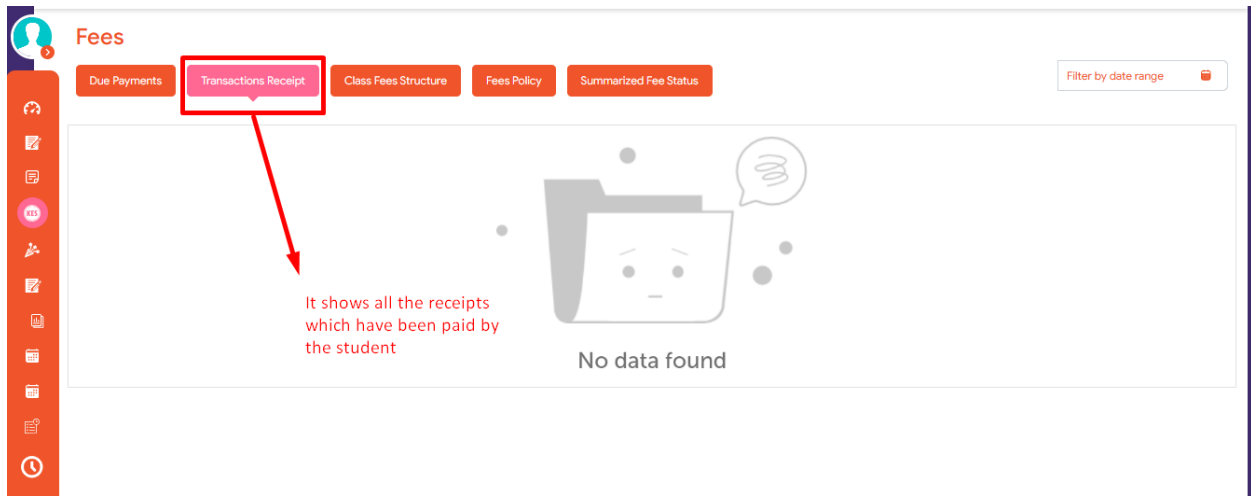 Fees
Due Payments
Transactions Receipt
Class Fees Structure
Fees Policy
Summarized Fee Status
Filter by date range
KES
It shows all the receipts
which have been paid by
the student
No data found